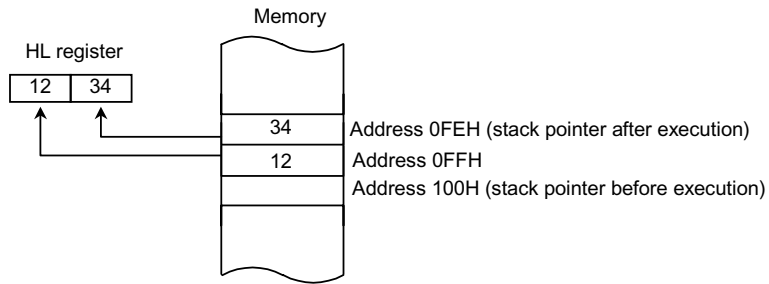 Memory
HL register
12 34
34 Address 0FEH (stack pointer after execution)
12 Address 0FFH
Address 100H (stack pointer before execution)